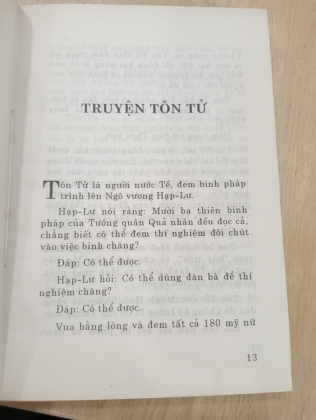 TRUYỆN TÔN TỬ
Tôn Tử là người nước Tề, đem binh pháp
trình lên Ngô vương Hạp-Lư.
Hạp-Lư nói rằng: Mười ba thiên binh
pháp của Tướng quân Quả nhân đều đọc cả,
chẳng biết có thể đem thí nghiệm đôi chút
vào việc binh chăng?
Đáp: Có thể được.
Hạp-Lư hỏi: Có thể dùng đàn bà để thí
nghiệm chăng?
Đáp: Có thể được.
Vua bằng lòng và đem tất cả 180 mỹ nữ
13